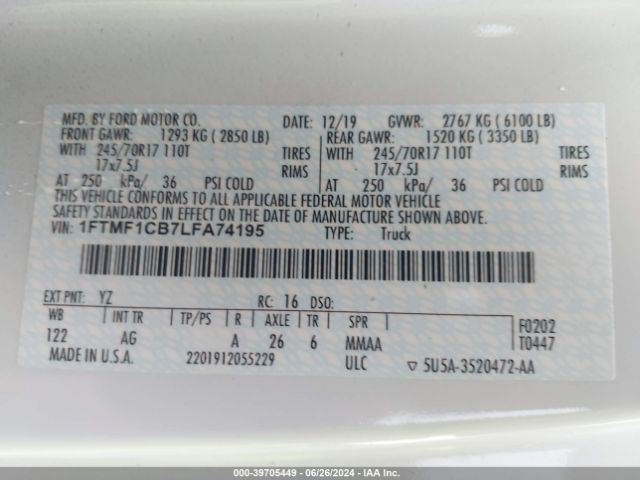 MFD. BY FORD MOTOR CO. DATE: 12/19 GVWR: 2767 KG ( 6100 LB)
FRONT GAWR: 1293 KG ( 2850 LB) REAR GAWR: 1520 KG ( 3350 LB)
WITH 245/70R17 110T TIRES WITH 245/70R17 110T TIRES
17x7.5J RIMS 17x7.5J RIMS
AT 250 kPa/ 36 PSI COLD AT 250 kPa/ 36 PSI COLD
THIS VEHICLE CONFORMS TO ALL APPLICABLE FEDERAL MOTOR VEHICLE
SAFETY STANDARDS IN EFFECT ON THE DATE OF MANUFACTURE SHOWN ABOVE.
VIN: 1FTMF1CB7LFA74195 TYPE: Truck
EXT PNT: YZ RC: 16 DSO:
WB INT TR TP/PS R AXLE TR SPR F0202
122 AG A 26 6 MMAA T0447
MADE IN U.S.A. 2201912055229 ULC ▽ 5U5A-3520472-AA
000-39705449 - 06/26/2024 - IAA Inc.